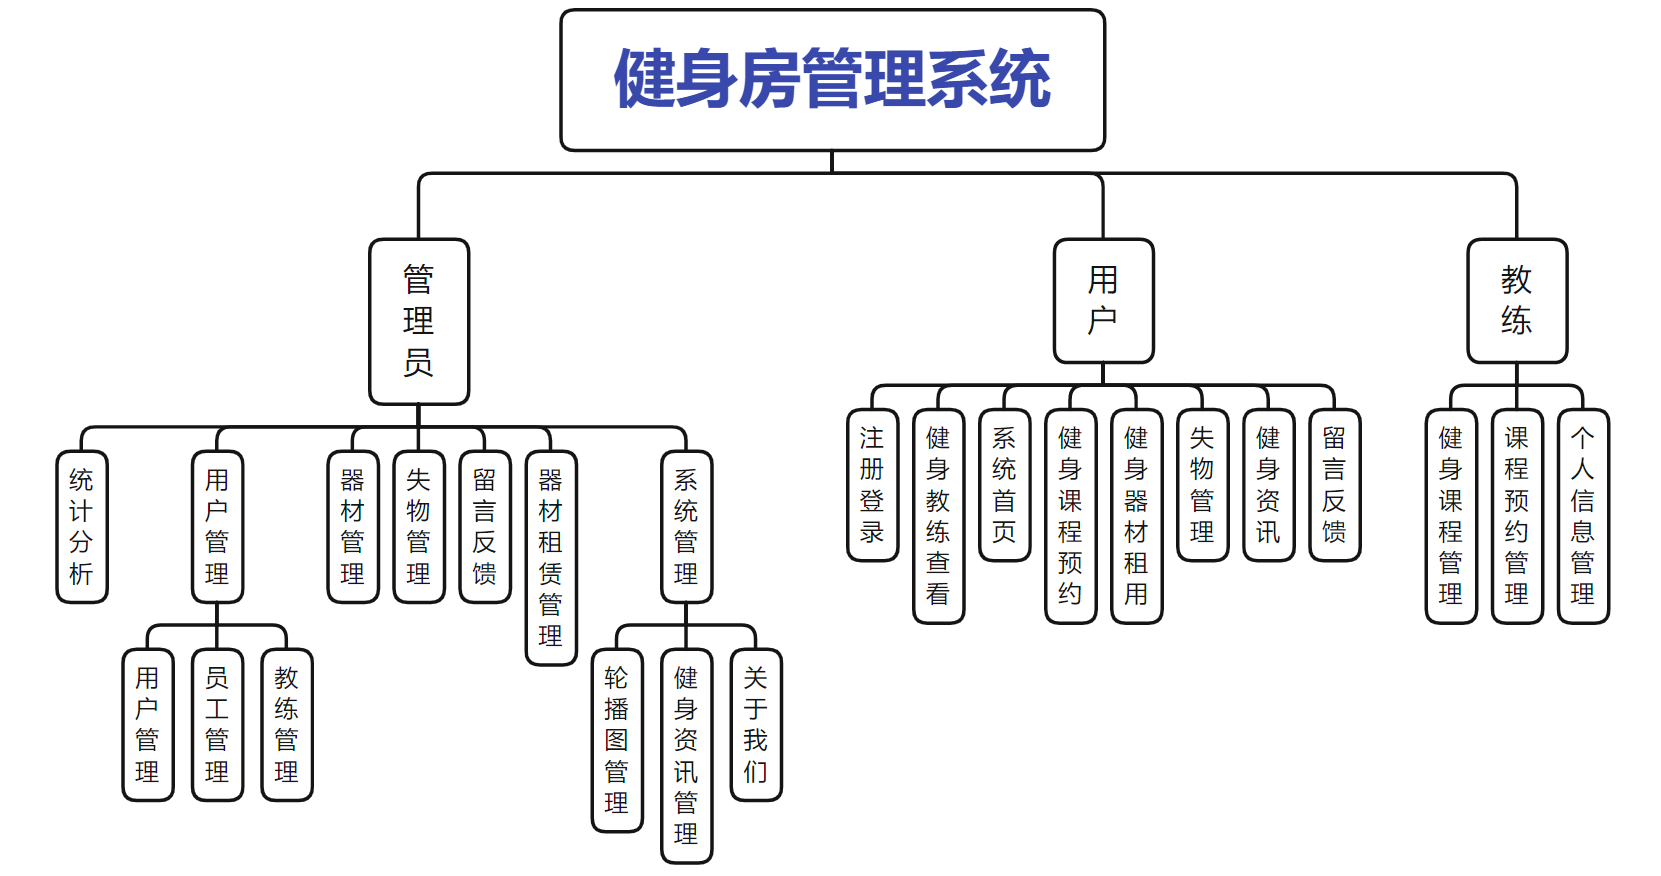 健身房管理系统
管理员
用户
教练
统计分析
用户管理
器材管理
失物管理
留言反馈
器材租赁管理
系统管理
注册登录
健身教练查看
系统首页
健身课程预约
健身器材租用
失物管理
健身资讯
留言反馈
健身课程管理
课程预约管理
个人信息管理
用户管理
员工管理
教练管理
轮播图管理
健身资讯管理
关于我们